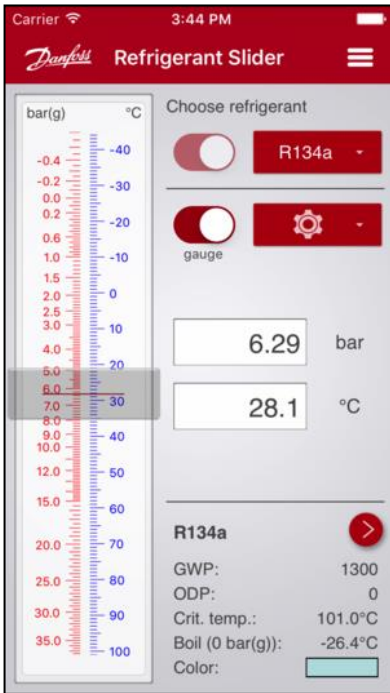 Carrier 3:44 PM
Danfoss Refrigerant Slider
bar(g) °C
Choose refrigerant
R134a
gauge
-0.4
-0.2
0.0
0.2
0.6
1.0
1.5
2.0
2.5
3.0
4.0
5.0
6.0
7.0
8.0
9.0
10.0
12.0
15.0
20.0
25.0
30.0
35.0
-40
-30
-20
-10
0
10
20
30
40
50
60
70
80
90
100
6.29 bar
28.1 °C
R134a
GWP: 1300
ODP: 0
Crit. temp.: 101.0°C
Boil (0 bar(g)): -26.4°C
Color: